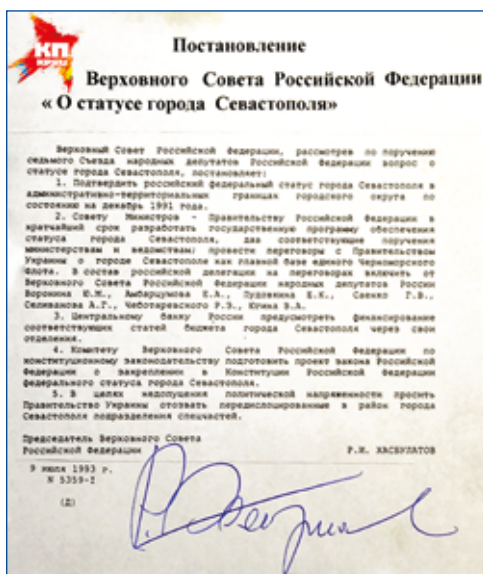 КП
КРЫМ
Постановление
Верховного Совета Российской Федерации
« О статусе города Севастополя»
Верховный Совет Российской Федерации, рассмотрев по поручению
седьмого Съезда народных депутатов Российской Федерации вопрос о
статусе города Севастополя, постановляет:
1. Подтвердить российский федеральный статус города Севастополя в
административно-территориальных границах городского округа по
состоянию на декабрь 1991 года.
2. Совету Министров - Правительству Российской Федерации в
кратчайший срок разработать государственную программу обеспечения
статуса города Севастополя, дав соответствующие поручения
министерствам и ведомствам; провести переговоры с Правительством
Украины о городе Севастополе как главной базе единого Черноморского
флота. В состав российской делегации на переговорах включить от
Верховного Совета Российской Федерации народных депутатов России
Воронина Ю.М., Амбарцумова Е.А., Пудовкина Е.К., Саенко Г.В.,
Селиванова А.Г., Чеботаревского Р.З., Югина В.А.
3. Центральному банку России предусмотреть финансирование
соответствующих статей бюджета города Севастополя через свои
отделения.
4. Комитету Верховного Совета Российской Федерации по
конституционному законодательству подготовить проект закона Российской
Федерации о закреплении в Конституции Российской Федерации
федерального статуса города Севастополя.
5. В целях недопущения политической напряженности просить
Правительство Украины отозвать передислоцированные в район города
Севастополя подразделения спецчастей.
Председатель Верховного Совета
Российской Федерации Р.И. ХАСБУЛАТОВ
9 июля 1993 г.
N 5359-I
(Д)